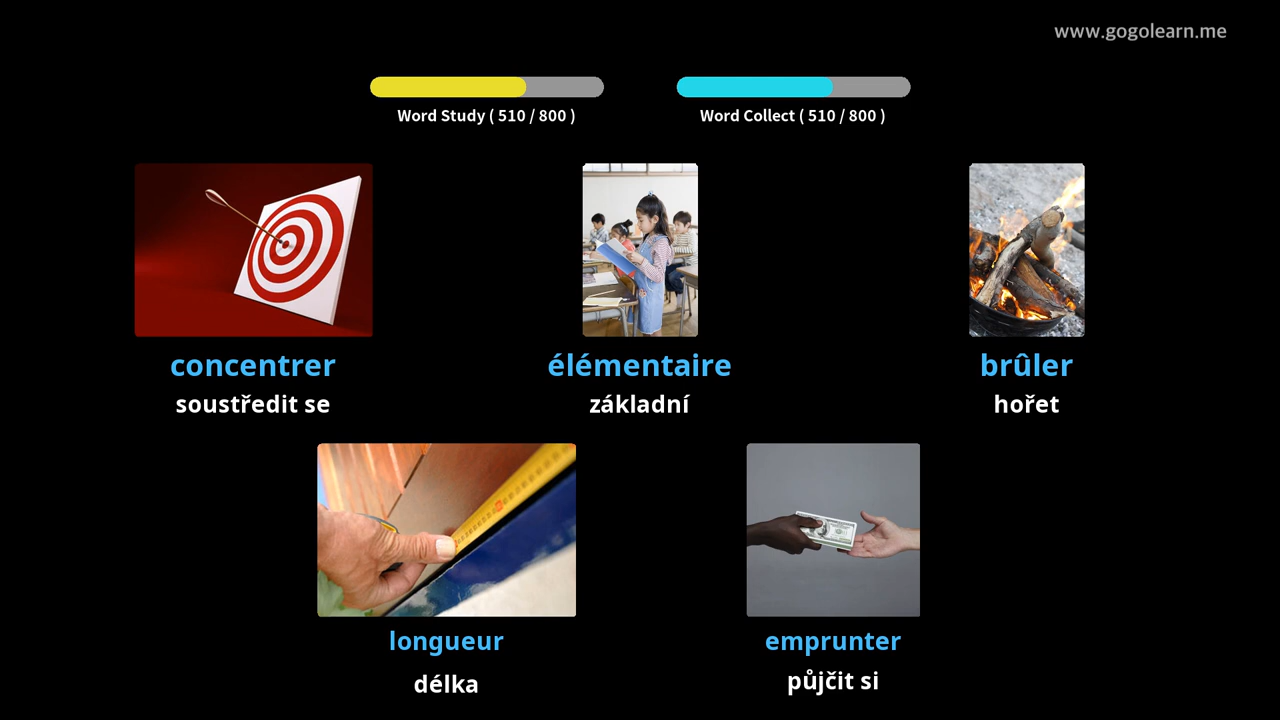 www.gogolearn.me
Word Study ( 510 / 800 )
Word Collect ( 510 / 800 )
concentrer
élémentaire
brûler
soustředit se
základní
hořet
longueur
emprunter
délka
půjčit si